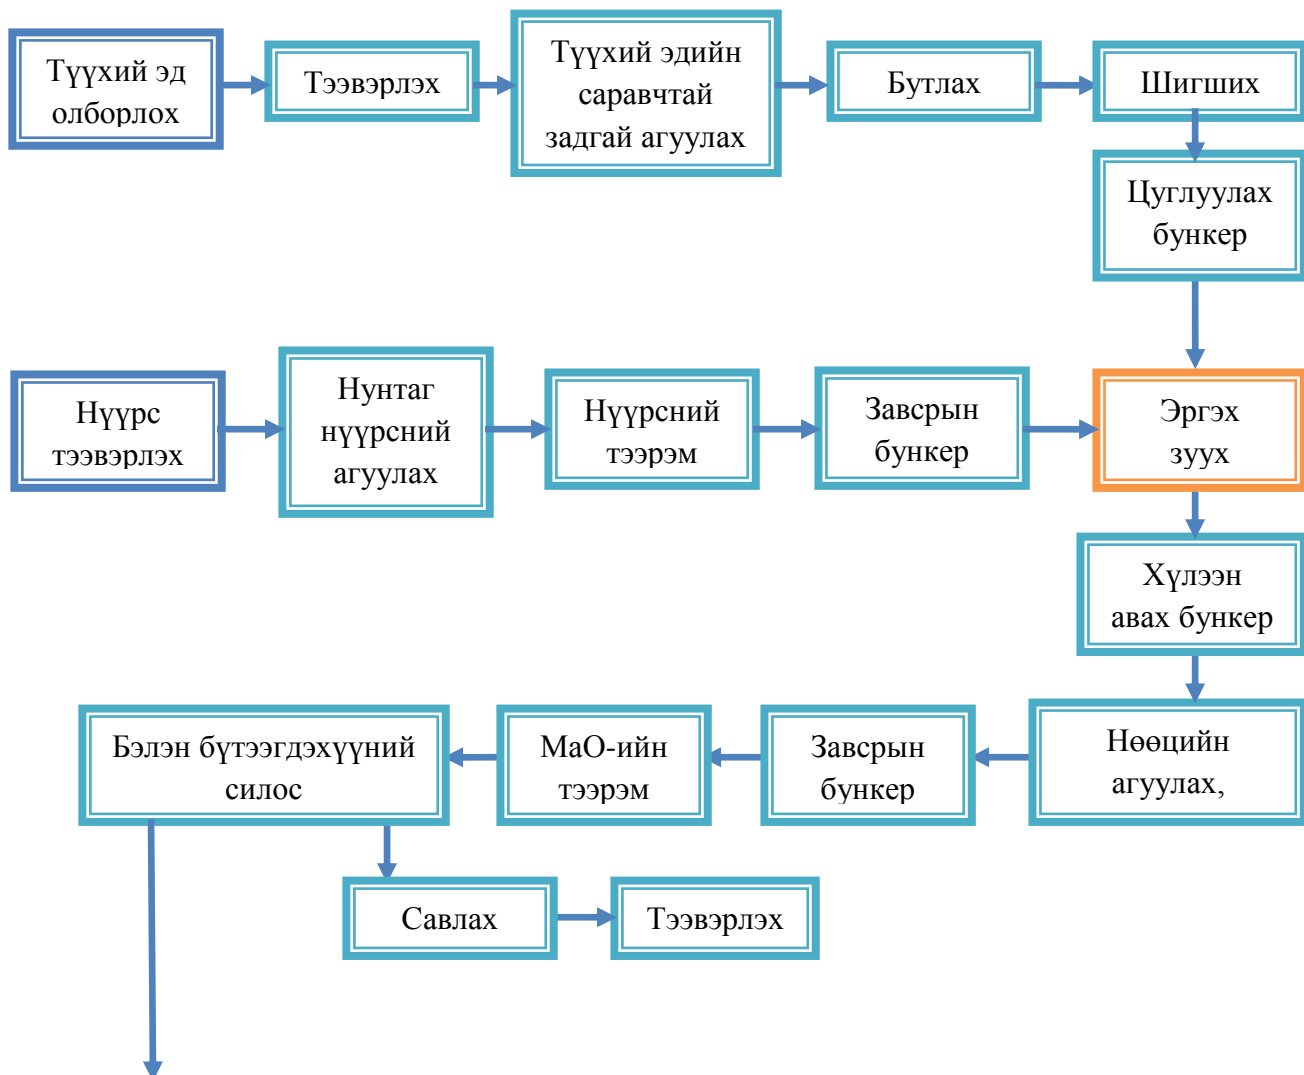 Түүхий эд
олборлох
Тээвэрлэх
Түүхий эдийн
саравчтай
задгай агуулах
Бутлах
Шигших
Цуглуулах
бункер
Нүүрс
тээвэрлэх
Нунтаг
нүүрсний
агуулах
Нүүрсний
тээрэм
Завсрын
бункер
Эргэх
зуух
Хүлээн
авах бункер
Бэлэн бүтээгдэхүүний
силос
МаО-ийн
тээрэм
Завсрын
бункер
Нөөцийн
агуулах,
Савлах
Тээвэрлэх